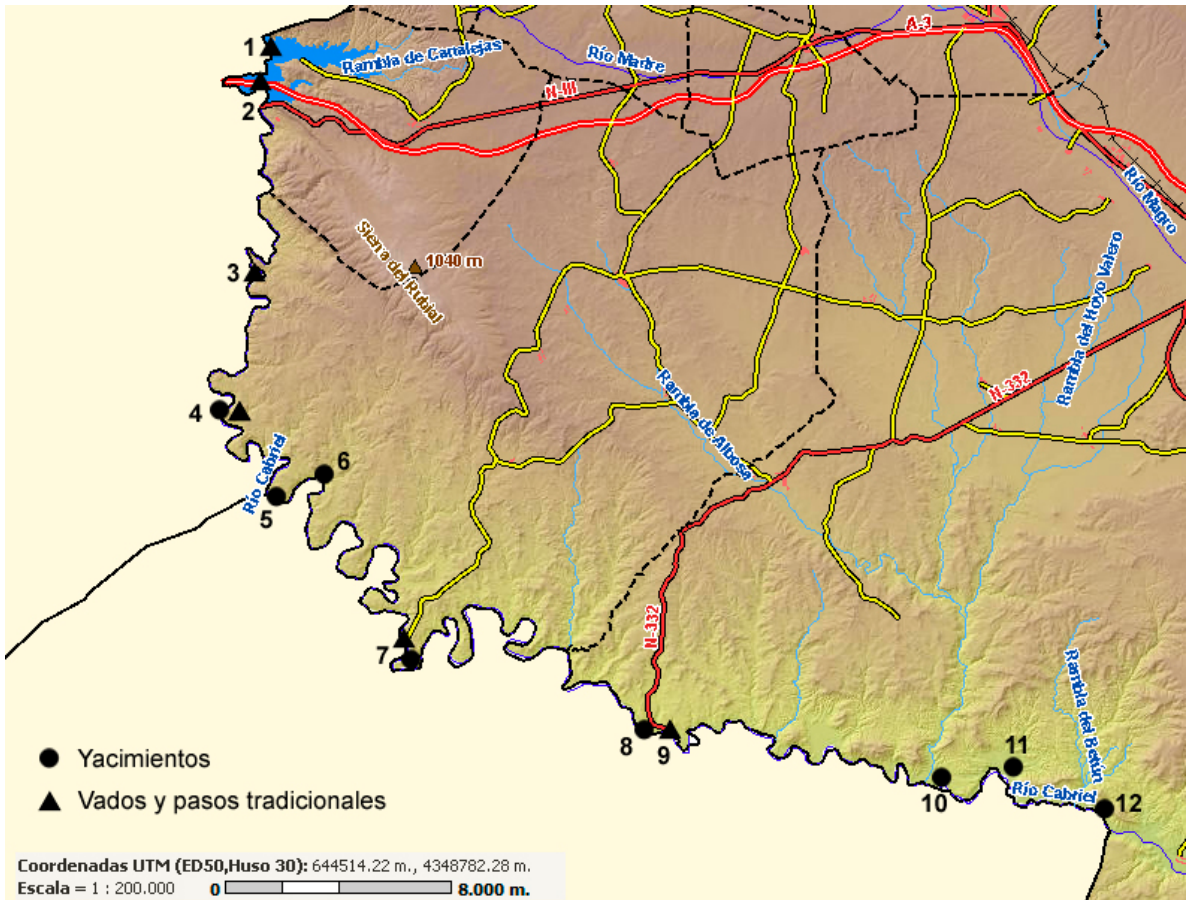 A-3
1
Rambla de Canalejas
Río Madre
N-III
2
Río Magro
Sierra del Rubial
3
1040 m
Rambla del Hoyo Valero
N-332
Rambla de Albosa
4
Río Cabriel
6
5
N-332
7
Rambla del Betún
8
9
11
10
Río Cabriel
12
Yacimientos
Vados y pasos tradicionales
Coordenadas UTM (ED50,Huso 30): 644514.22 m., 4348782.28 m.
Escala = 1 : 200.000 0 8.000 m.